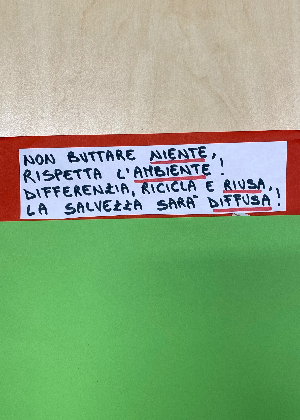 NON BUTTARE NIENTE,
RISPETTA L'AMBIENTE!
DIFFERENZIA, RICICLA E RIUSA,
LA SALVEZZA SARA' DIFFUSA!